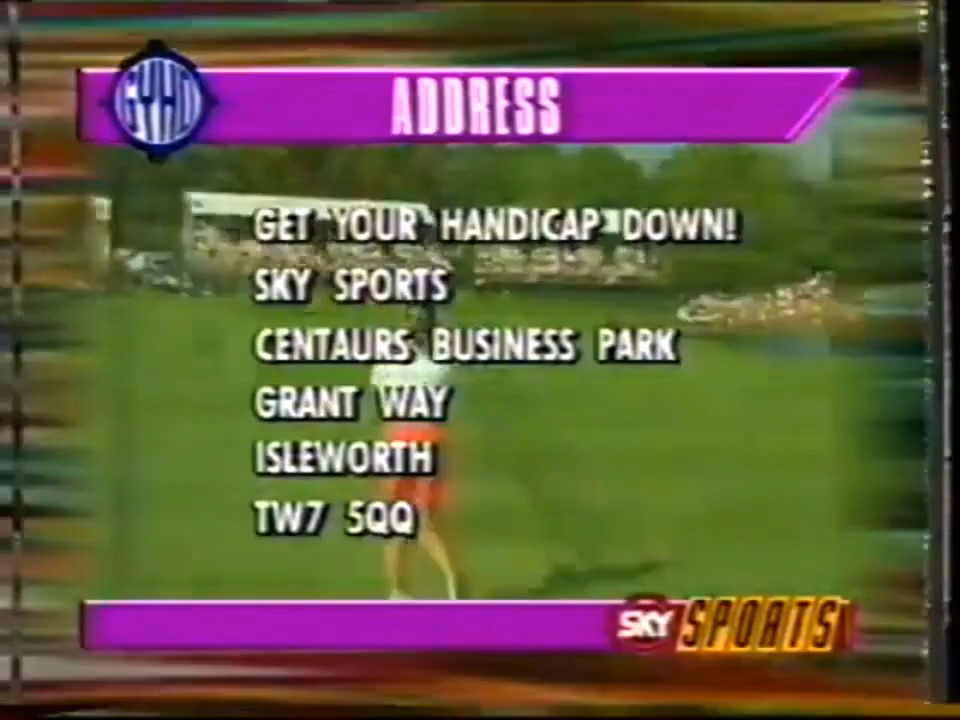 GYHD
ADDRESS
GET YOUR HANDICAP DOWN!
SKY SPORTS
CENTAURS BUSINESS PARK
GRANT WAY
ISLEWORTH
TW7 5QQ
SKY SPORTS